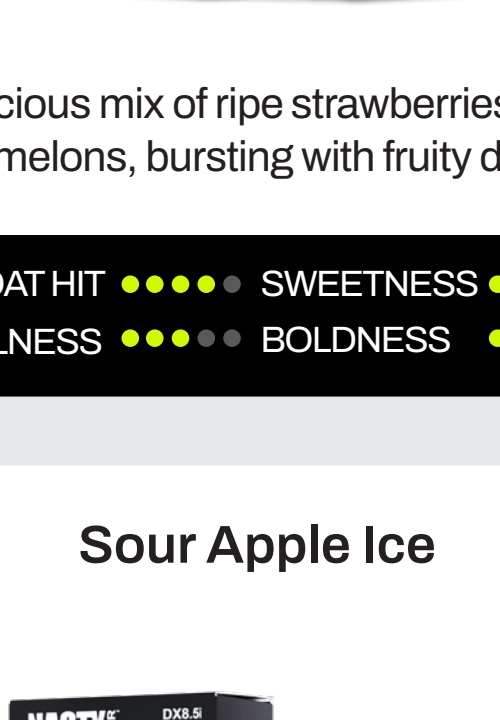 cious mix of ripe strawberries
melons, bursting with fruity d
OAT HIT SWEETNESS
LNESS BOLDNESS
Sour Apple Ice
NASTY DX8.5i